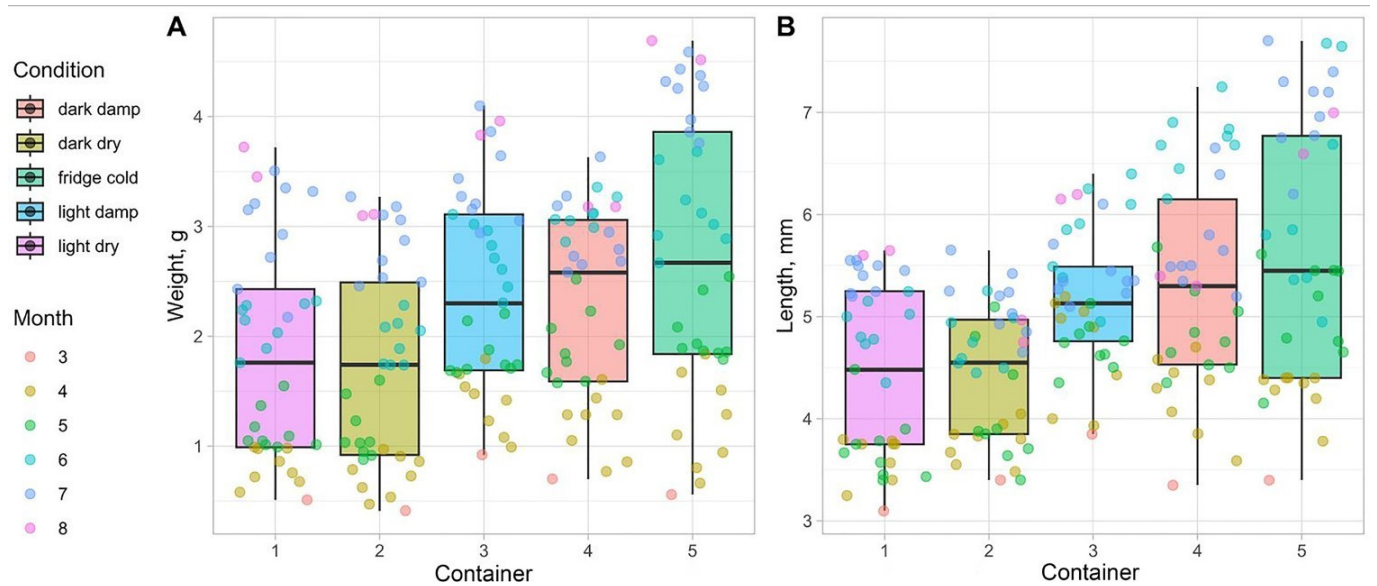 A
B
Condition
dark damp
dark dry
fridge cold
light damp
light dry
Month
3
4
5
6
7
8
Weight, g
4
3
2
1
1 2 3 4 5
Container
Length, mm
7
6
5
4
3
1 2 3 4 5
Container